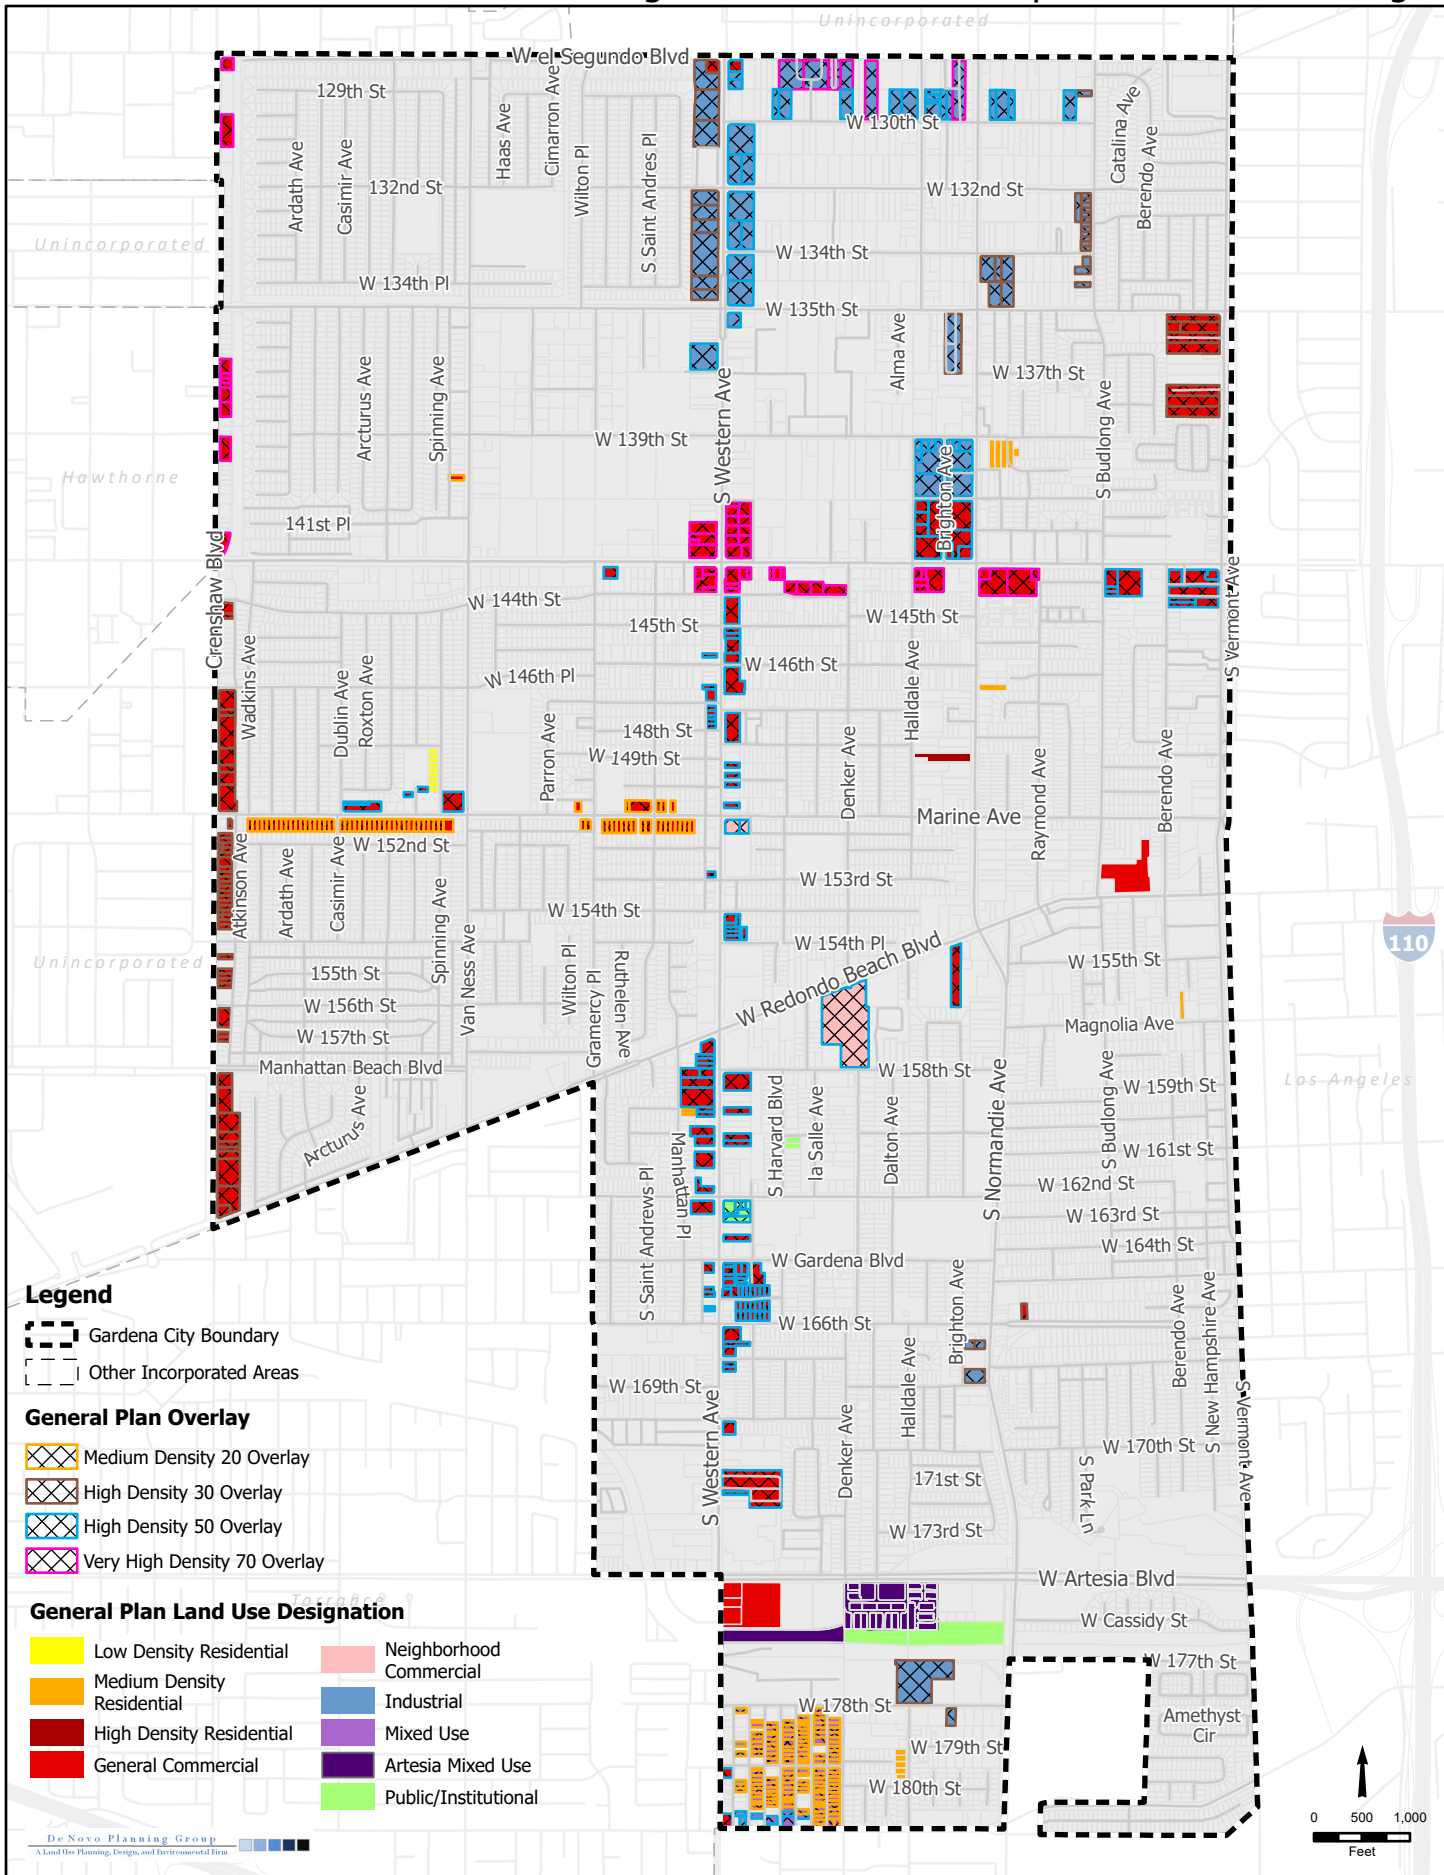 Unincorporated
W el Segundo Blvd
129th St
Haas Ave
Cimarron Ave
Wilton Pl
S Saint Andres Pl
Ardath Ave
Casimir Ave
W 130th St
Catalina Ave
Berendo Ave
132nd St
W 132nd St
Unincorporated
W 134th St
W 134th Pl
W 135th St
Arcturus Ave
Spinning Ave
S Western Ave
Alma Ave
W 137th St
S Budlong Ave
W 139th St
Hawthorne
Brighton Ave
141st Pl
Crenshaw Blvd
S Vermont Ave
W 144th St
145th St
W 145th St
Wadkins Ave
Dublin Ave
Roxton Ave
W 146th Pl
W 146th St
Halldale Ave
Parron Ave
148th St
W 149th St
Denker Ave
Raymond Ave
Berendo Ave
Marine Ave
W 152nd St
Atkinson Ave
Ardath Ave
Casimir Ave
Spinning Ave
W 153rd St
W 154th St
Van Ness Ave
W 154th Pl
W Redondo Beach Blvd
110
Unincorporated
155th St
W 155th St
Wilton Pl
Gramercy Pl
Ruthelen Ave
W 156th St
W 157th St
Magnolia Ave
Manhattan Beach Blvd
W 158th St
Los Angeles
W 159th St
Arcturus Ave
S Harvard Blvd
la Salle Ave
Dalton Ave
S Normandie Ave
S Budlong Ave
Manhattan Pl
S Saint Andrews Pl
W 161st St
W 162nd St
W 163rd St
W 164th St
W Gardena Blvd
Brighton Ave
Berendo Ave
S New Hampshire Ave
W 166th St
Halldale Ave
W 169th St
S Western Ave
Denker Ave
S Vermont Ave
W 170th St
171st St
S Park Ln
W 173rd St
W Artesia Blvd
W Cassidy St
W 177th St
Torrance
W 178th St
Amethyst
Cir
W 179th St
W 180th St
Legend
Gardena City Boundary
Other Incorporated Areas
General Plan Overlay
Medium Density 20 Overlay
High Density 30 Overlay
High Density 50 Overlay
Very High Density 70 Overlay
General Plan Land Use Designation
Low Density Residential
Medium Density
Residential
High Density Residential
General Commercial
Neighborhood
Commercial
Industrial
Mixed Use
Artesia Mixed Use
Public/Institutional
De Novo Planning Group
A Land Use Planning, Design, and Environmental Firm
0 500 1,000
Feet